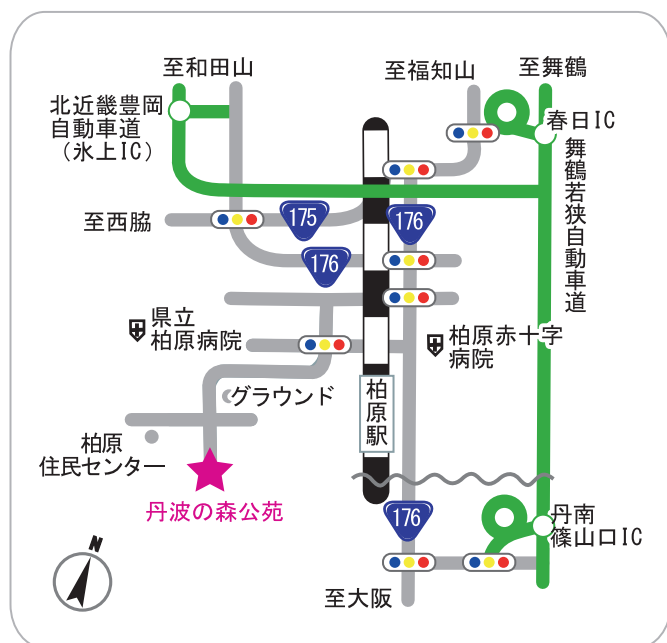 至和田山
至福知山
至舞鶴
北近畿豊岡
自動車道
（氷上IC）
春日IC
舞鶴若狭自動車道
至西脇
175
176
176
県立
柏原病院
柏原赤十字
病院
グラウンド
柏原駅
柏原
住民センター
丹波の森公苑
176
丹南
篠山口IC
N
至大阪